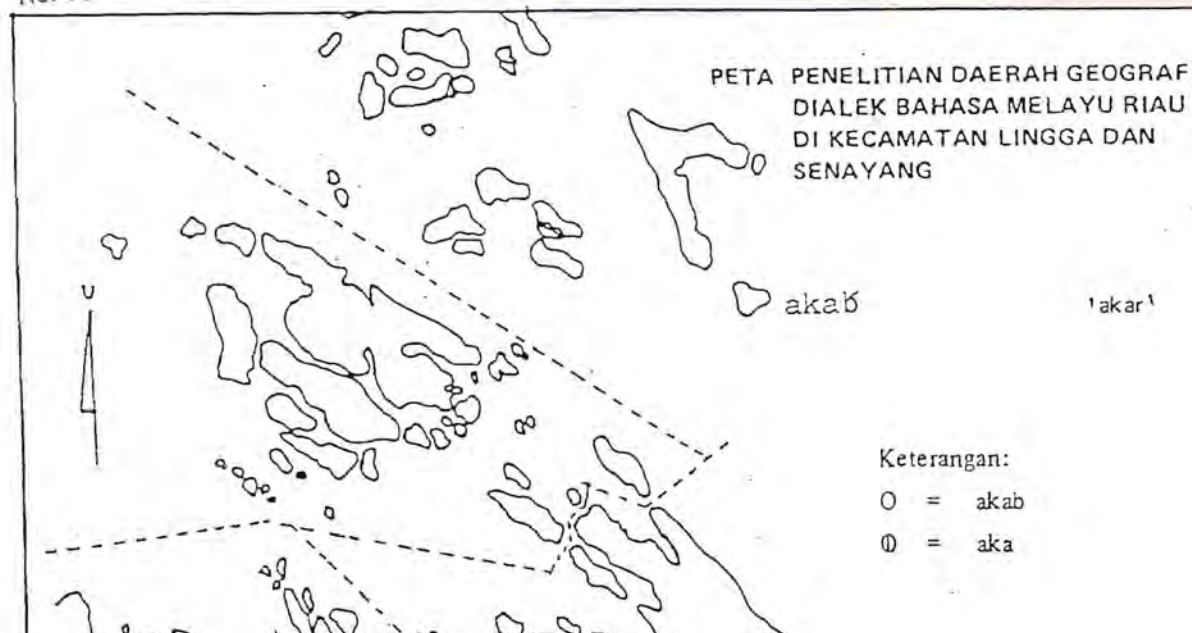 PETA PENELITIAN DAERAH GEOGRAF
DIALEK BAHASA MELAYU RIAU
DI KECAMATAN LINGGA DAN
SENAYANG
U
akab 'akar'
Keterangan:
O = akab
⦶ = aka